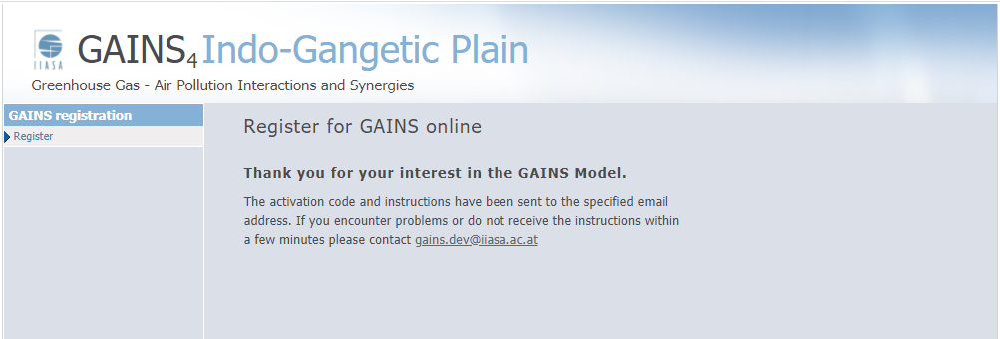 IIASA
GAINS4 Indo-Gangetic Plain
Greenhouse Gas - Air Pollution Interactions and Synergies
GAINS registration
Register
Register for GAINS online
Thank you for your interest in the GAINS Model.
The activation code and instructions have been sent to the specified email
address. If you encounter problems or do not receive the instructions within
a few minutes please contact gains.dev@iiasa.ac.at